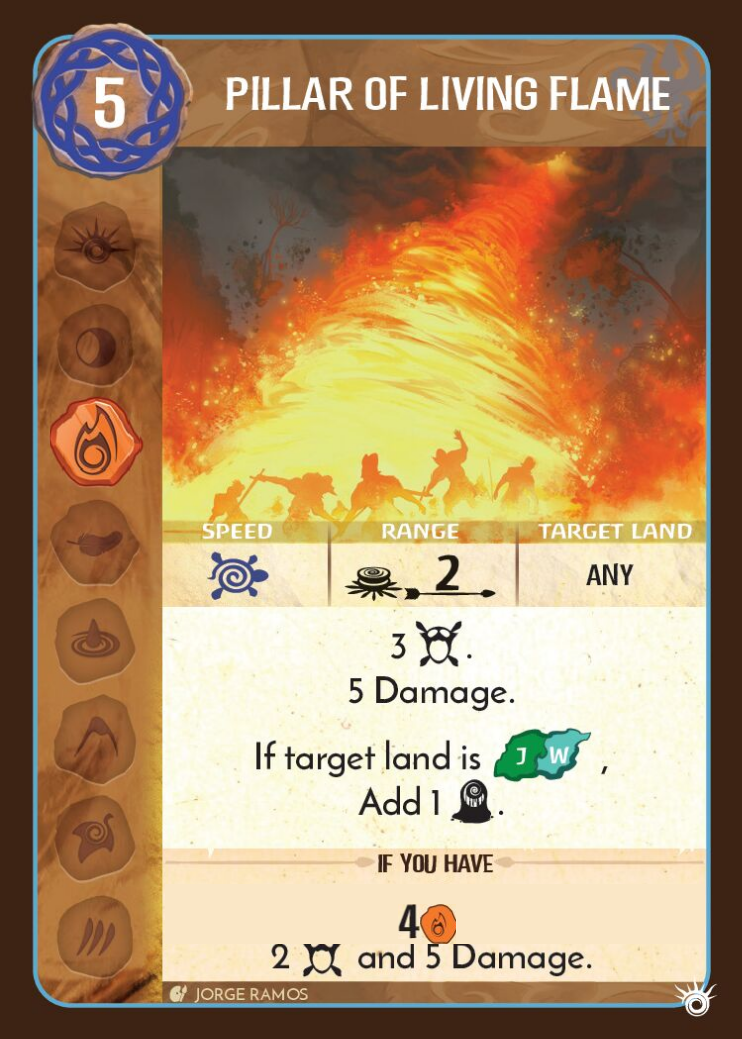 5
PILLAR OF LIVING FLAME
SPEED RANGE TARGET LAND
2 ANY
3 .
5 Damage.
If target land is J W ,
Add 1 .
IF YOU HAVE
4
2 and 5 Damage.
JORGE RAMOS